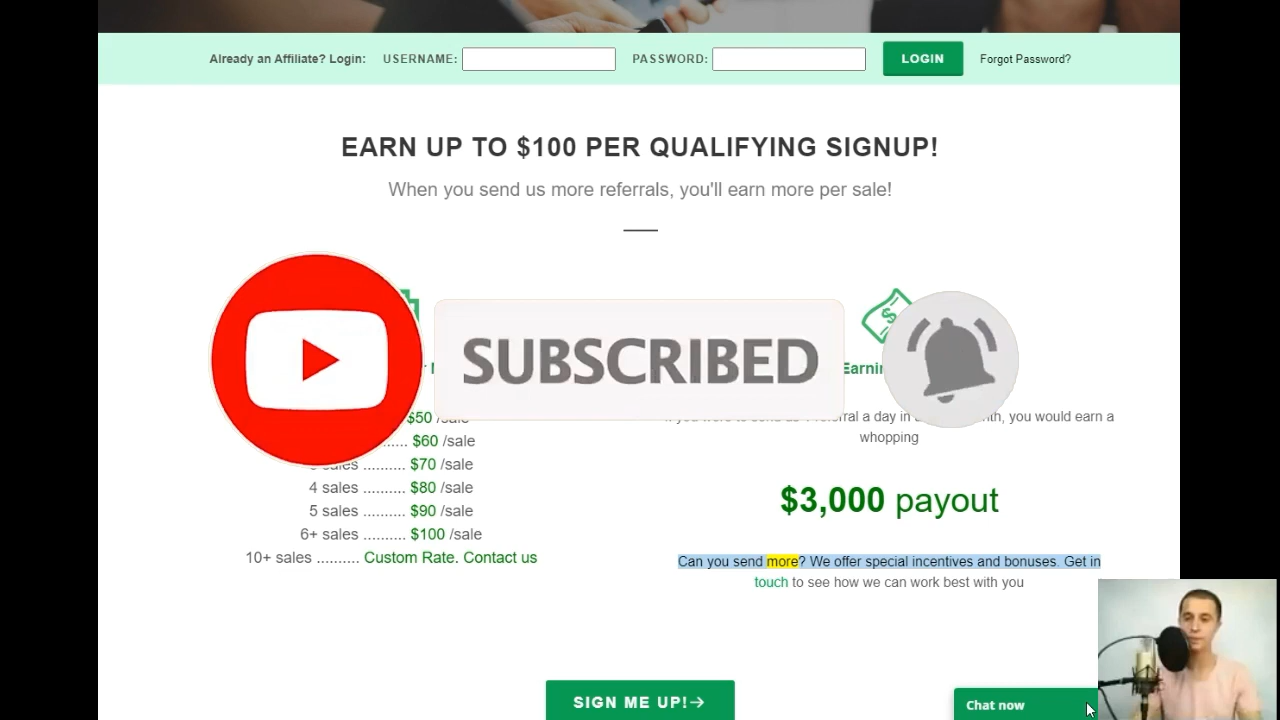 Already an Affiliate? Login: USERNAME: PASSWORD: LOGIN Forgot Password?
EARN UP TO $100 PER QUALIFYING SIGNUP!
When you send us more referrals, you'll earn more per sale!
SUBSCRIBED
$50 /sale
$60 /sale
sales .......... $70 /sale
4 sales .......... $80 /sale
5 sales .......... $90 /sale
6+ sales .......... $100 /sale
10+ sales .......... Custom Rate. Contact us
you would earn a
whopping
$3,000 payout
Can you send more? We offer special incentives and bonuses. Get in
touch to see how we can work best with you
SIGN ME UP!→
Chat now